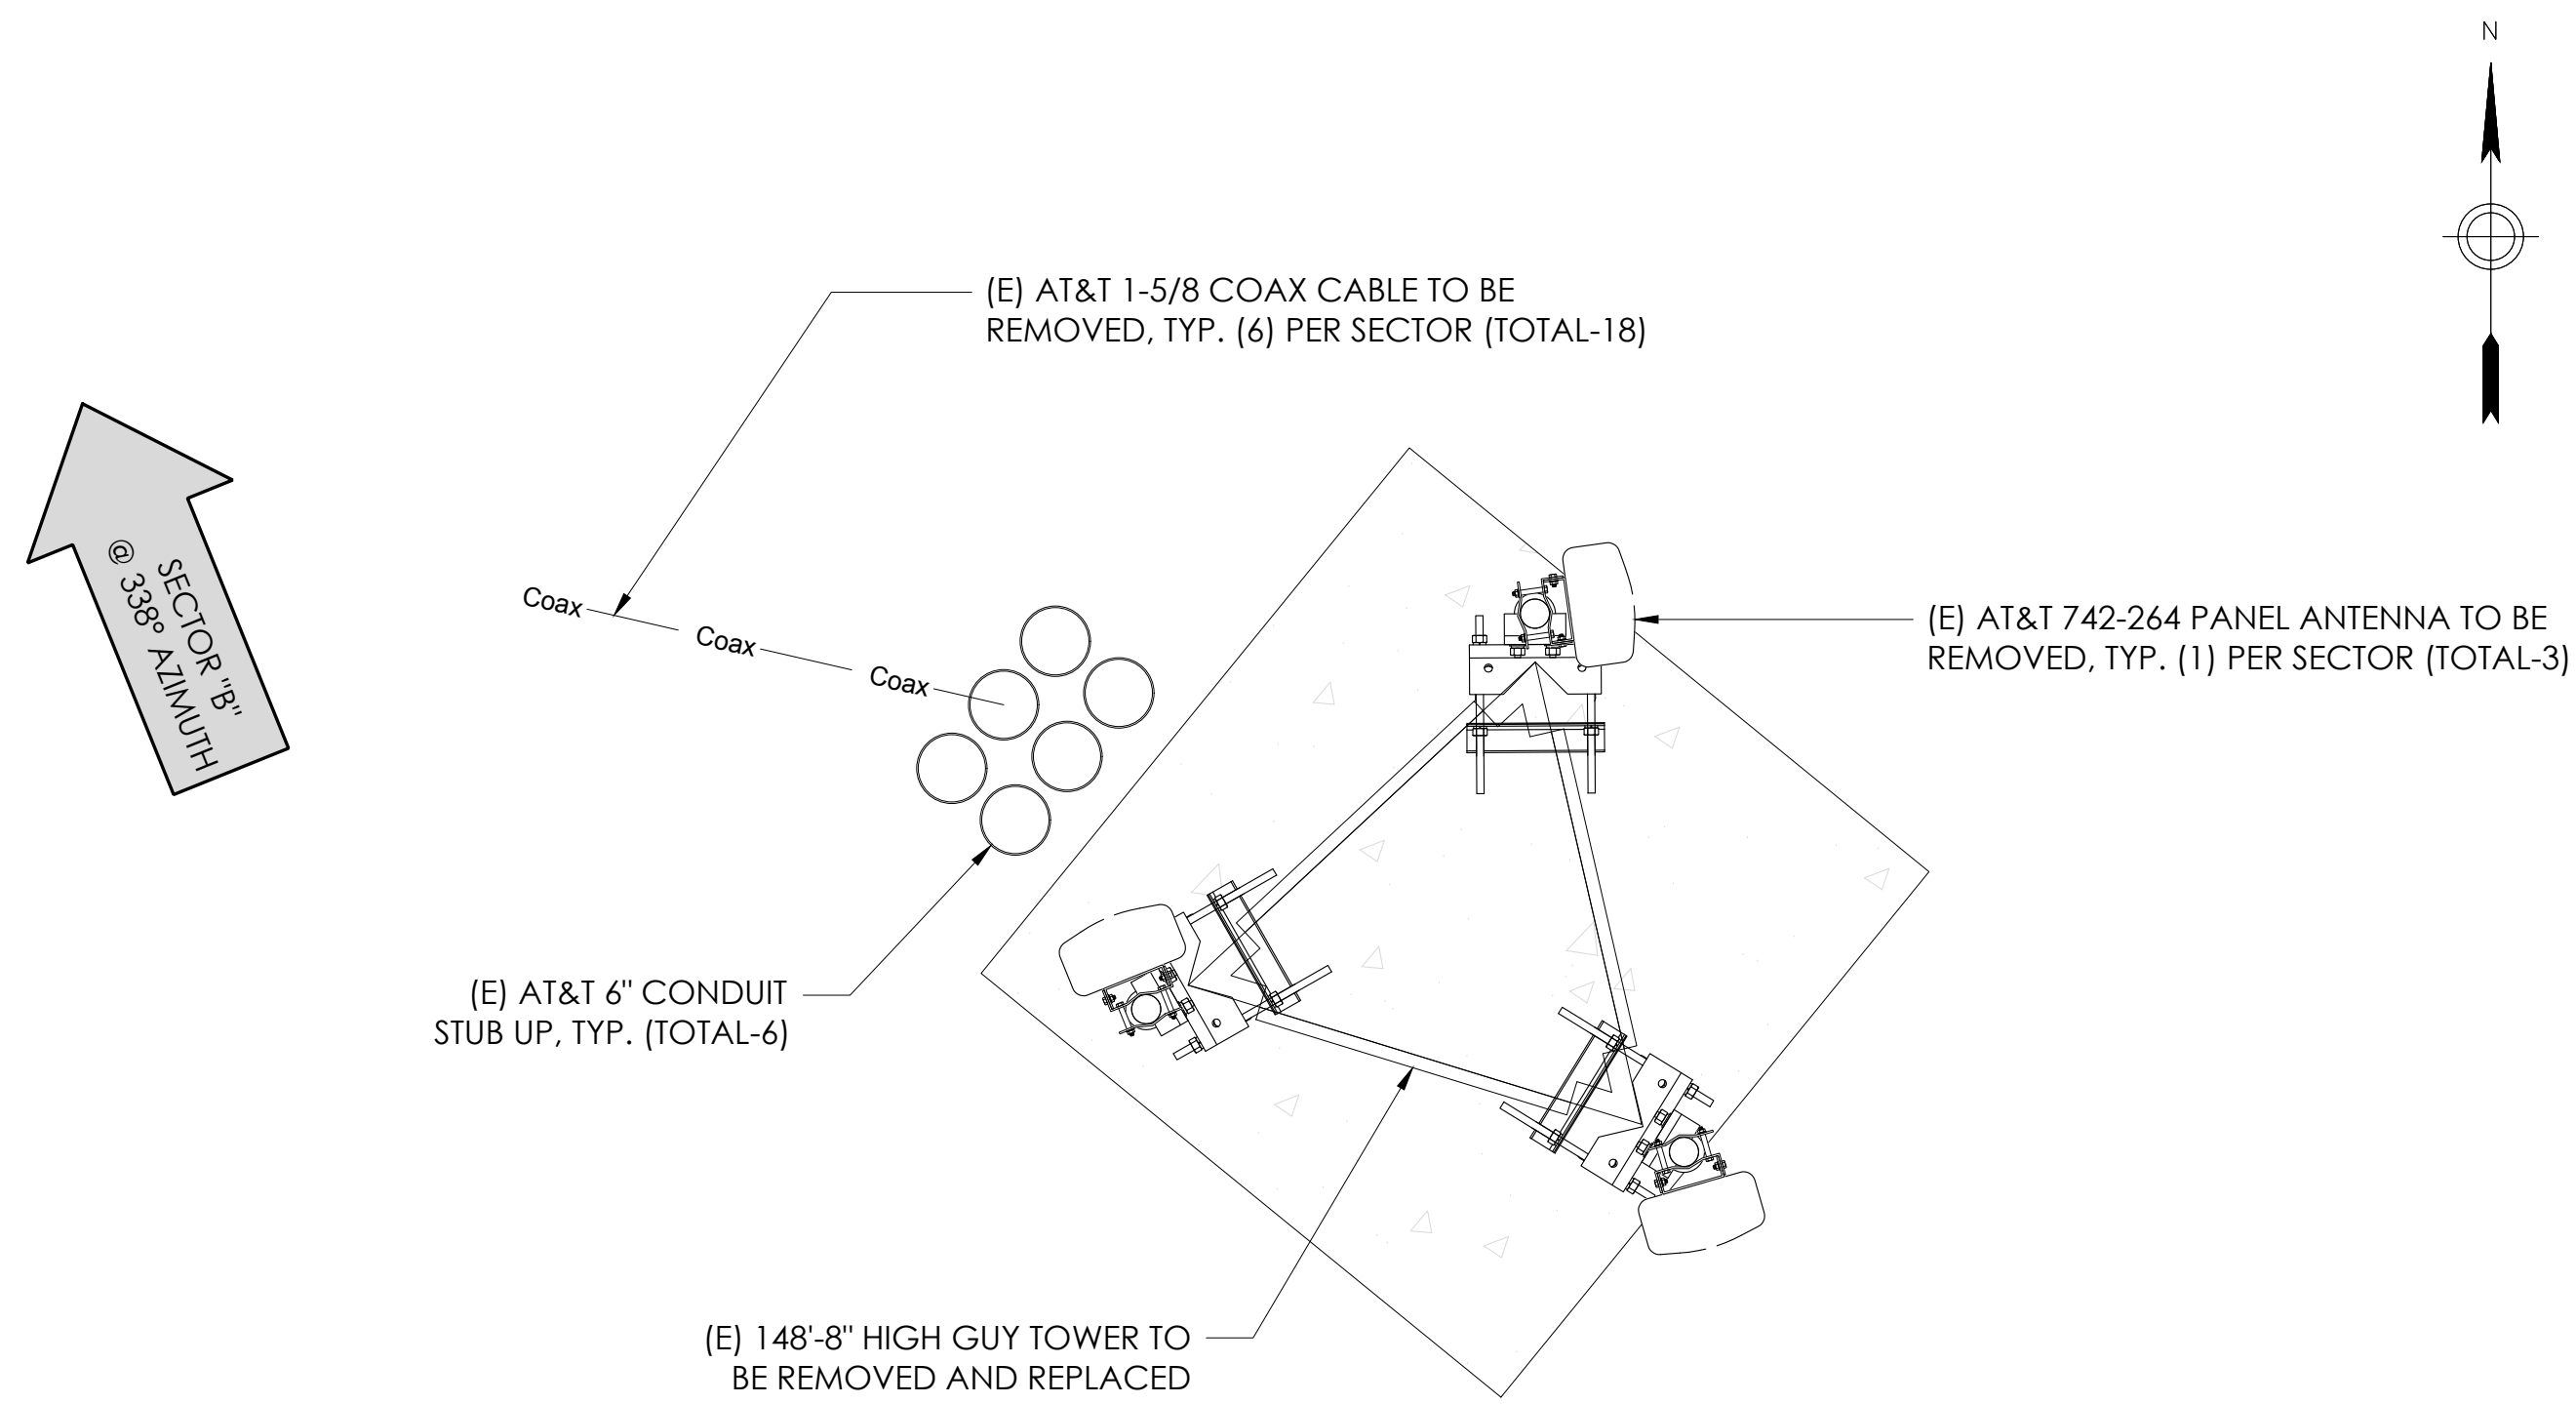 N
(E) AT&T 1-5/8 COAX CABLE TO BE
REMOVED, TYP. (6) PER SECTOR (TOTAL-18)
SECTOR "B"
@ 338° AZIMUTH
Coax
Coax
Coax
(E) AT&T 742-264 PANEL ANTENNA TO BE
REMOVED, TYP. (1) PER SECTOR (TOTAL-3)
(E) AT&T 6" CONDUIT
STUB UP, TYP. (TOTAL-6)
(E) 148'-8" HIGH GUY TOWER TO
BE REMOVED AND REPLACED